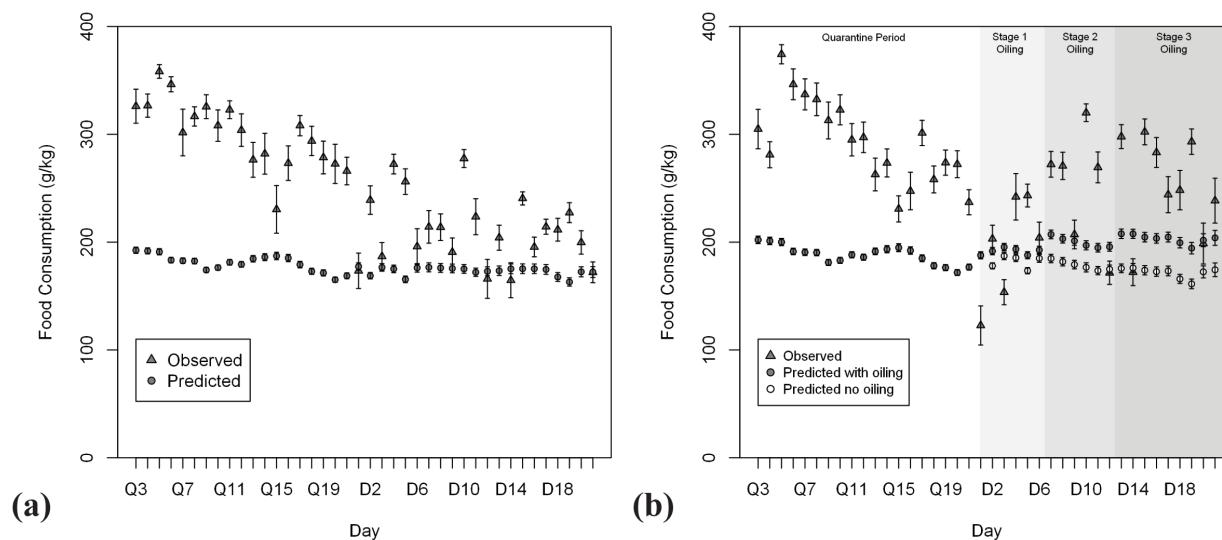 400
300
200
100
0
Food Consumption (g/kg)
Observed
Predicted
Q3 Q7 Q11 Q15 Q19 D2 D6 D10 D14 D18
Day
(a)
400
300
200
100
0
Food Consumption (g/kg)
Quarantine Period
Stage 1
Oiling
Stage 2
Oiling
Stage 3
Oiling
Observed
Predicted with oiling
Predicted no oiling
Q3 Q7 Q11 Q15 Q19 D2 D6 D10 D14 D18
Day
(b)